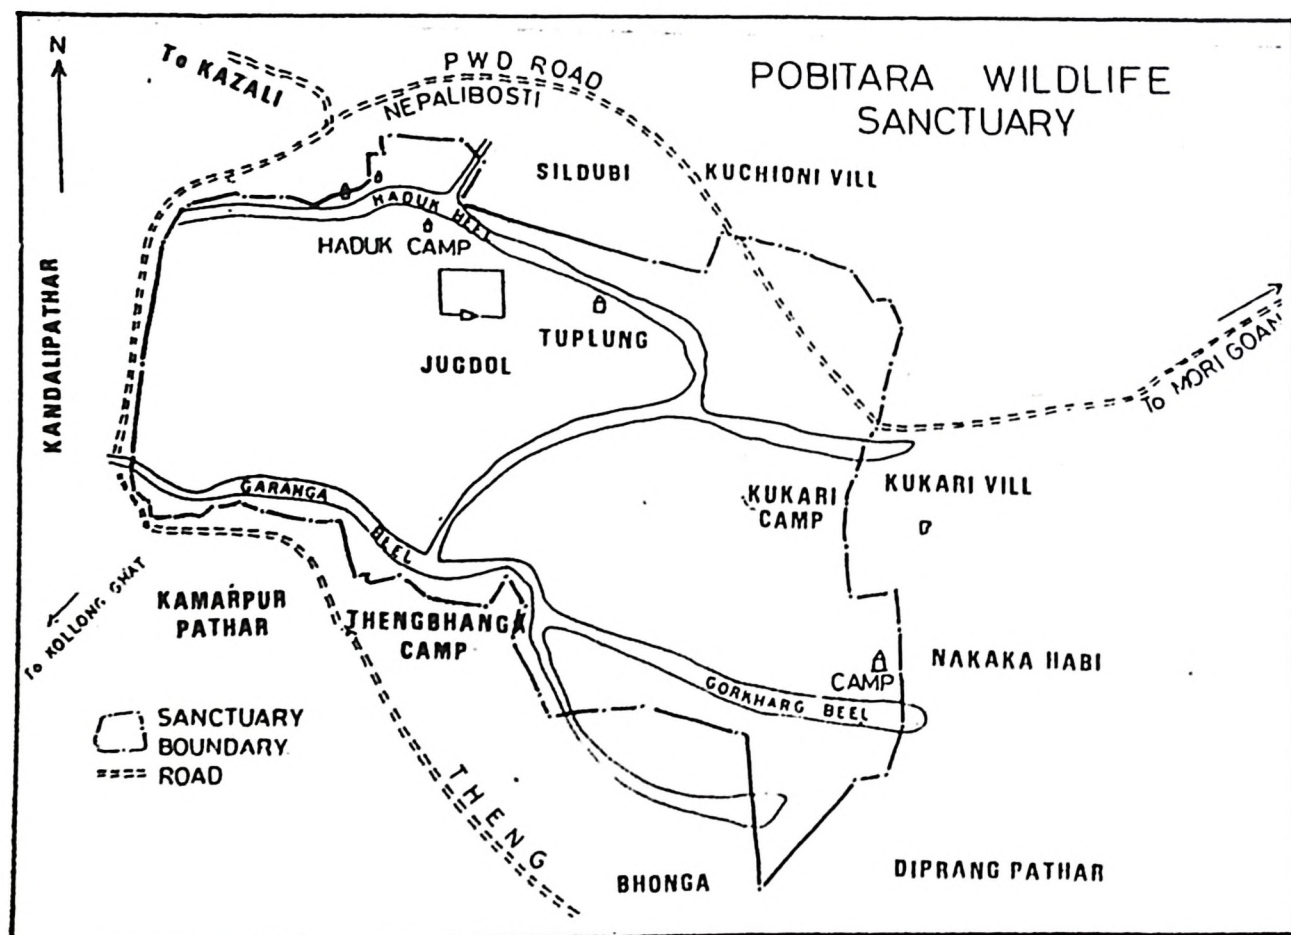 N
To KAZALI
PWD ROAD
NEPALIBOSTI
POBITARA WILDLIFE
SANCTUARY
SILDUBI
KUCHIONI VILL
HADUK BEEL
HADUK CAMP
KANDALIPATHAR
TUPLUNG
JUGDOL
To MORI GOAN
GARANGA BEEL
KUKARI
CAMP
KUKARI VILL
To KOLLONG GHAT
KAMARPUR
PATHAR
THENGBHANGA
CAMP
NAKAKA HABI
CAMP
GORKHARG BEEL
SANCTUARY
BOUNDARY
ROAD
THENG
BHONGA
DIPRANG PATHAR